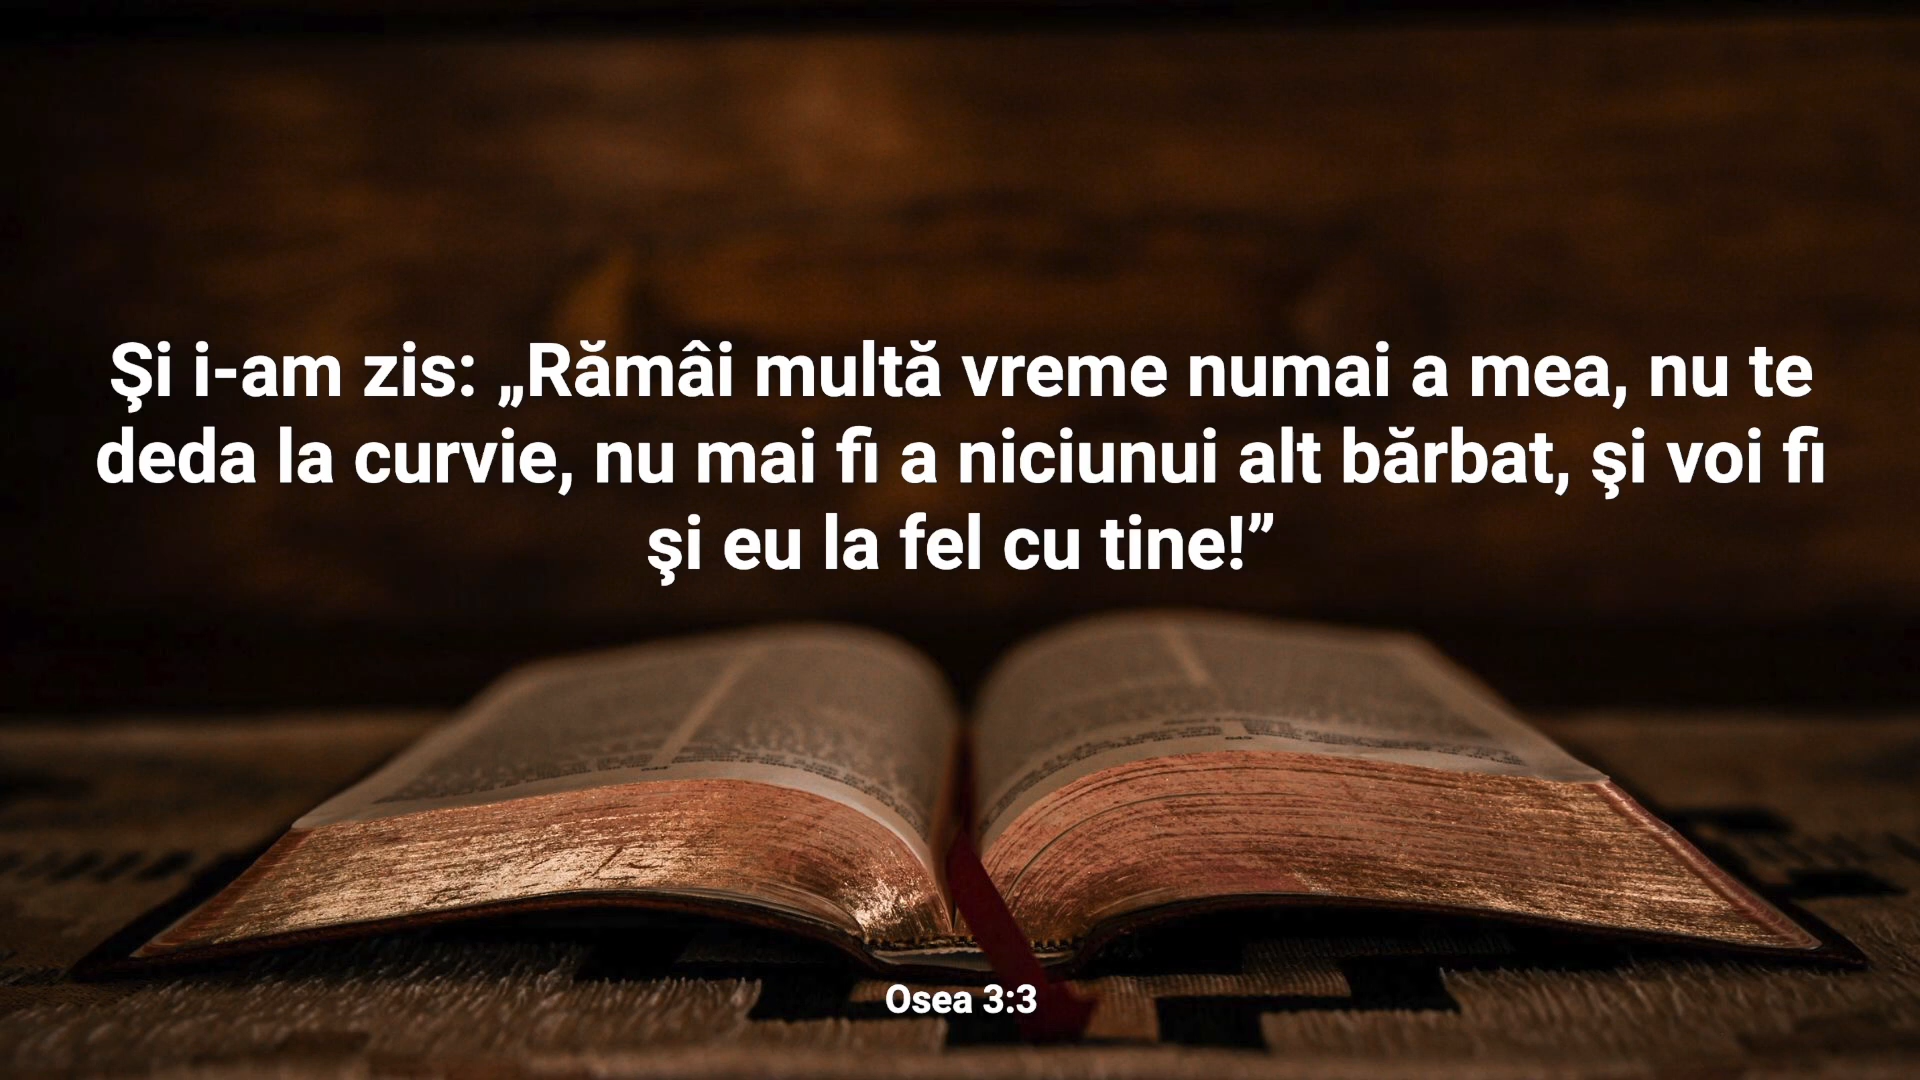 Şi i-am zis: „Rămâi multă vreme numai a mea, nu te
deda la curvie, nu mai fi a niciunui alt bărbat, şi voi fi
şi eu la fel cu tine!”
Osea 3:3